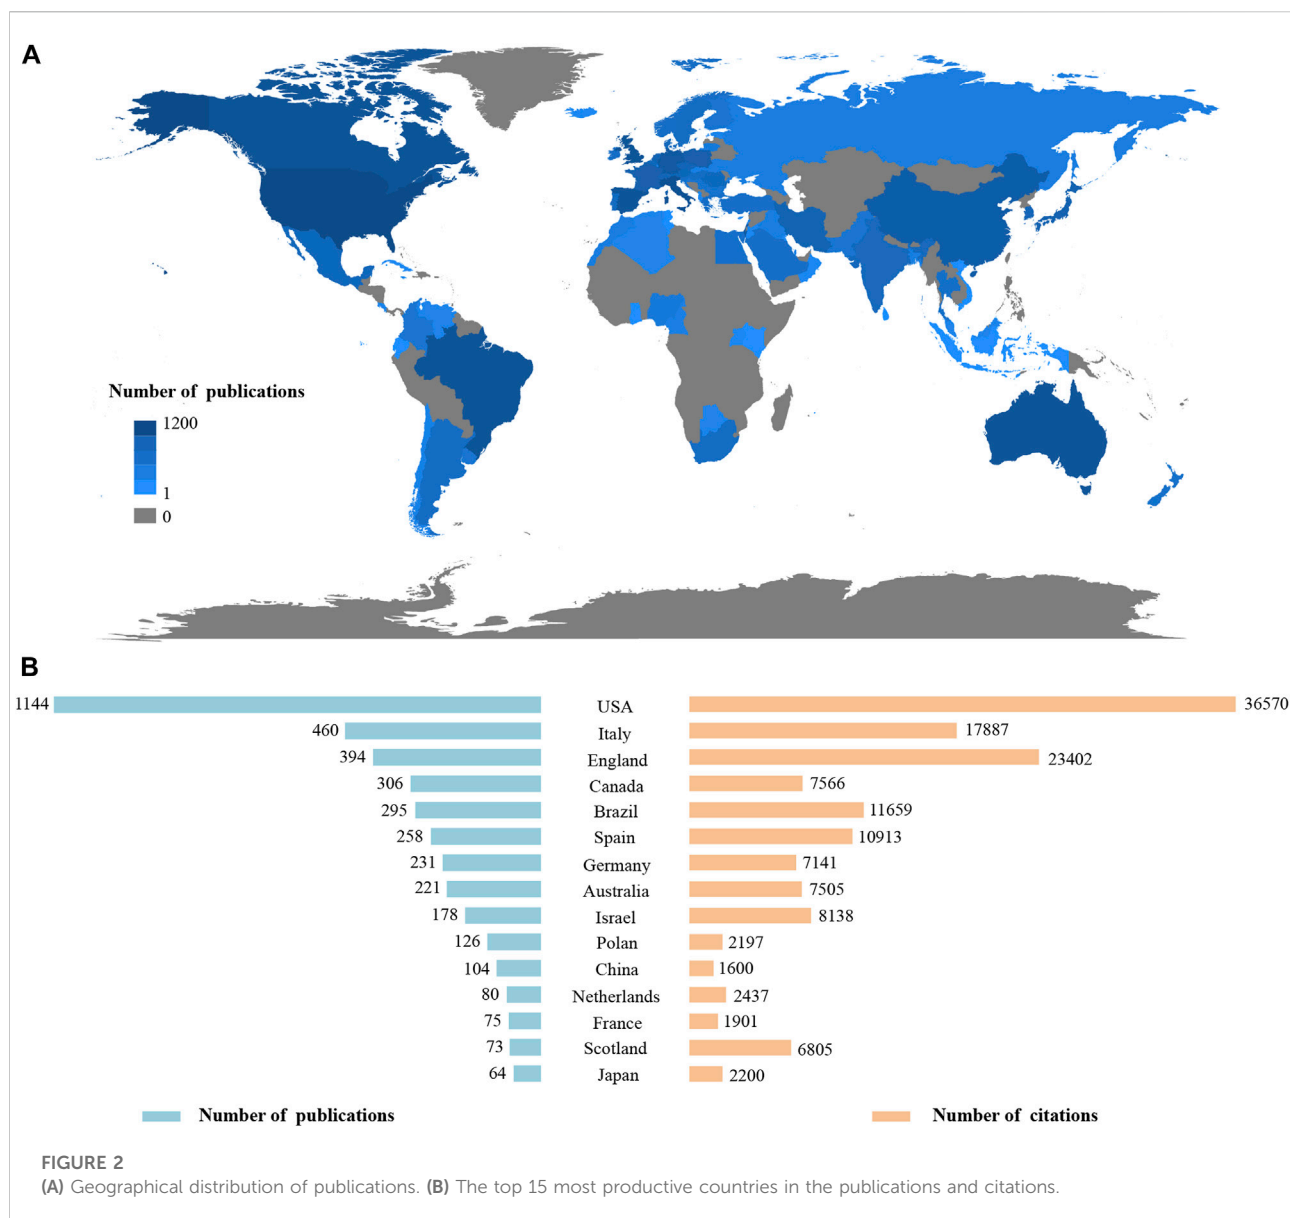 A
Number of publications
1200
1
0
B
1144 USA 36570
460 Italy 17887
394 England 23402
306 Canada 7566
295 Brazil 11659
258 Spain 10913
231 Germany 7141
221 Australia 7505
178 Israel 8138
126 Polan 2197
104 China 1600
80 Netherlands 2437
75 France 1901
73 Scotland 6805
64 Japan 2200
Number of publications Number of citations
FIGURE 2
(A) Geographical distribution of publications. (B) The top 15 most productive countries in the publications and citations.